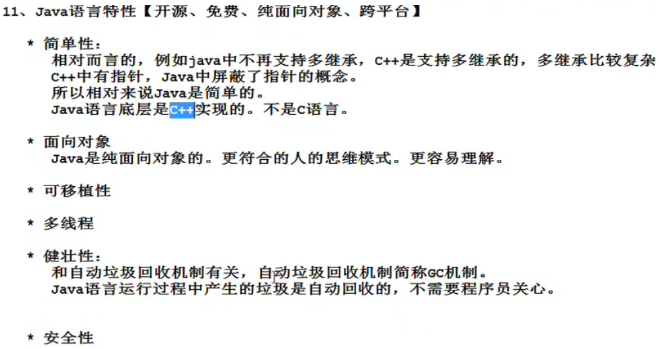 11、Java语言特性【开源、免费、纯面向对象、跨平台】
* 简单性：
相对而言的，例如java中不再支持多继承，C++是支持多继承的，多继承比较复杂
C++中有指针，Java中屏蔽了指针的概念。
所以相对来说Java是简单的。
Java语言底层是C++实现的。不是C语言。
* 面向对象
Java是纯面向对象的。更符合的人的思维模式。更容易理解。
* 可移植性
* 多线程
* 健壮性：
和自动垃圾回收机制有关，自动垃圾回收机制简称GC机制。
Java语言运行过程中产生的垃圾是自动回收的，不需要程序员关心。
* 安全性